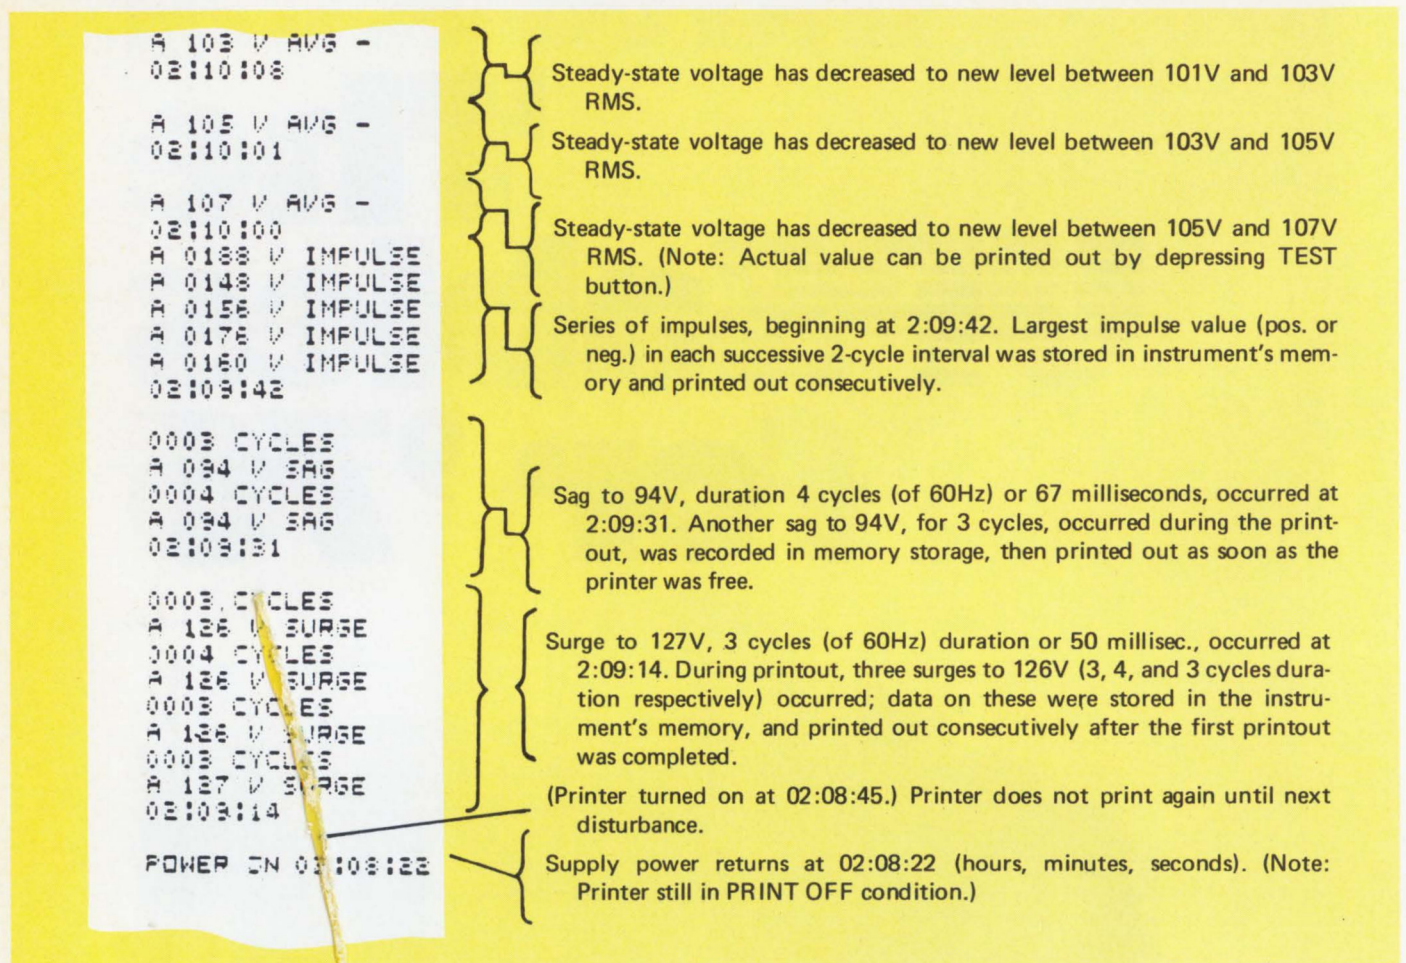 A 103 V AVG -
02:10:08
A 105 V AVG -
02:10:01
A 107 V AVG -
02:10:00
A 0188 V IMPULSE
A 0148 V IMPULSE
A 0156 V IMPULSE
A 0176 V IMPULSE
A 0160 V IMPULSE
02:09:42
0003 CYCLES
A 094 V SAG
0004 CYCLES
A 094 V SAG
02:09:31
0003 CYCLES
A 126 V SURGE
0004 CYCLES
A 126 V SURGE
0003 CYCLES
A 126 V SURGE
0003 CYCLES
A 127 V SURGE
02:09:14
POWER ON 02:08:22
Steady-state voltage has decreased to new level between 101V and 103V
RMS.
Steady-state voltage has decreased to new level between 103V and 105V
RMS.
Steady-state voltage has decreased to new level between 105V and 107V
RMS. (Note: Actual value can be printed out by depressing TEST
button.)
Series of impulses, beginning at 2:09:42. Largest impulse value (pos. or
neg.) in each successive 2-cycle interval was stored in instrument's mem-
ory and printed out consecutively.
Sag to 94V, duration 4 cycles (of 60Hz) or 67 milliseconds, occurred at
2:09:31. Another sag to 94V, for 3 cycles, occurred during the print-
out, was recorded in memory storage, then printed out as soon as the
printer was free.
Surge to 127V, 3 cycles (of 60Hz) duration or 50 millisec., occurred at
2:09:14. During printout, three surges to 126V (3, 4, and 3 cycles dura-
tion respectively) occurred; data on these were stored in the instru-
ment's memory, and printed out consecutively after the first printout
was completed.
(Printer turned on at 02:08:45.) Printer does not print again until next
disturbance.
Supply power returns at 02:08:22 (hours, minutes, seconds). (Note:
Printer still in PRINT OFF condition.)